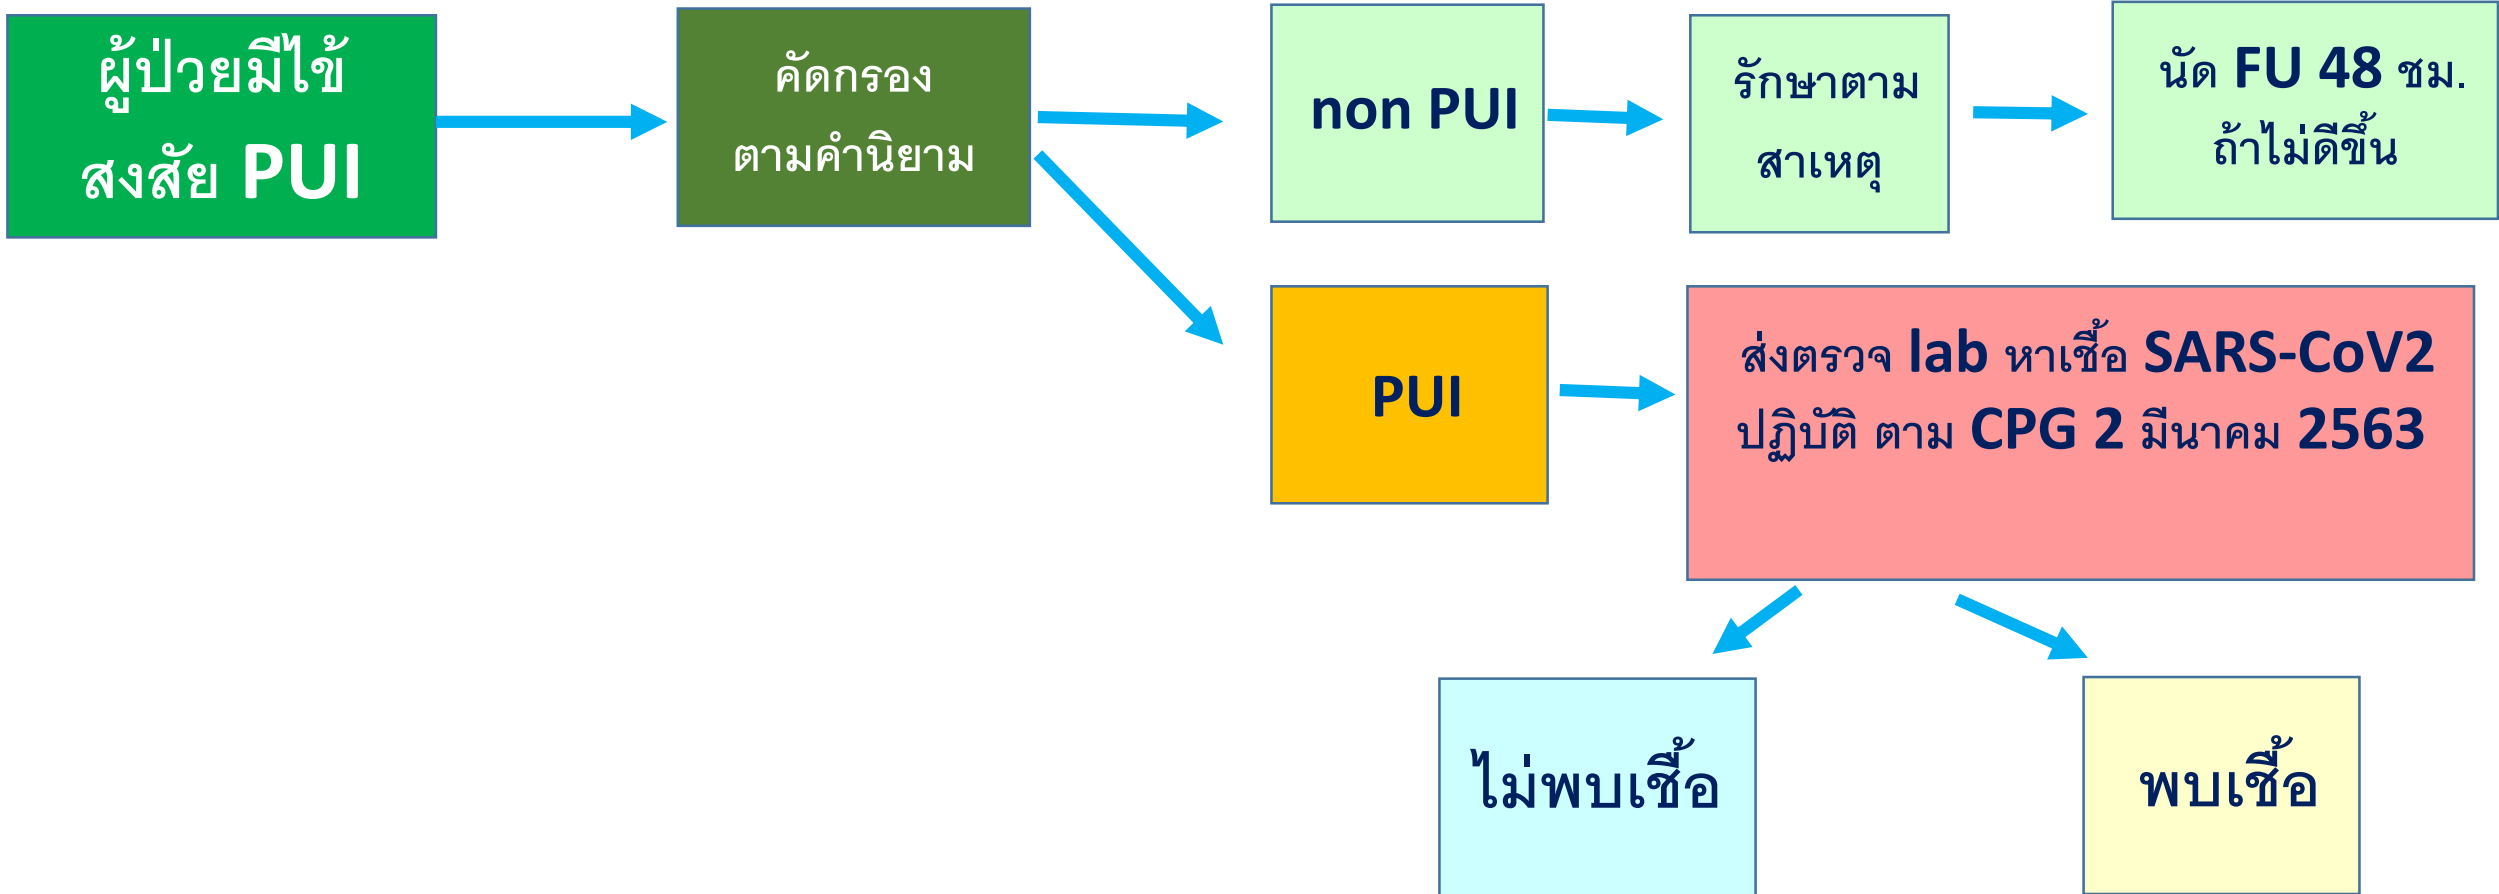 ผู้ป่วยมีไข้
สงสัย PUI
คัดกรอง
ตามคำนิยาม
non PUI
รักษาตาม
สาเหตุ
นัด FU 48 ชม.
ถ้าไม่ดีขึ้น
PUI
ส่งตรวจ lab หาเชื้อ SARS-CoV2
ปฏิบัติ ตาม CPG 2 มีนาคม 2563
ไม่พบเชื้อ
พบเชื้อ